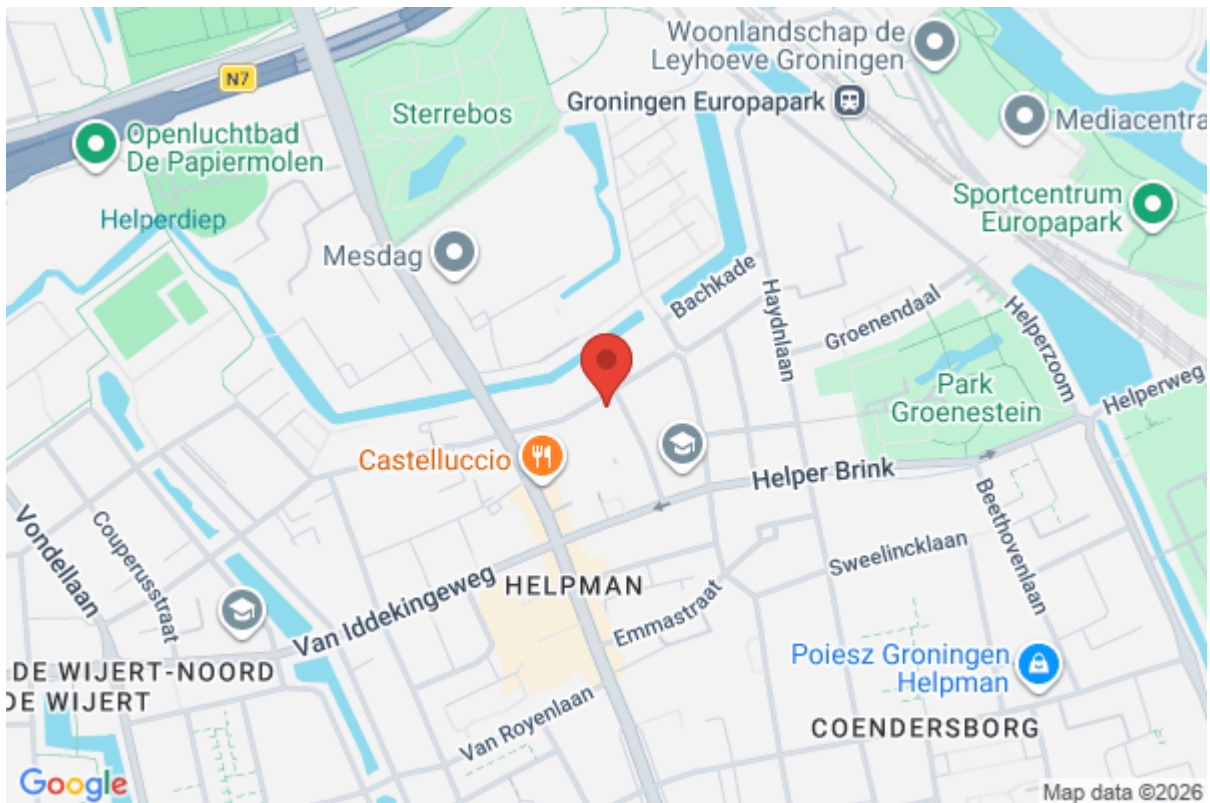 Woonlandschap de
Leyhoeve Groningen
N7
Groningen Europapark
Sterrebos
Mediacentra
Openluchtbad
De Papiermolen
Sportcentrum
Europapark
Helperdiep
Mesdag
Bachkade
Haydnlaan
Groenendaal
Helperzoom
Park
Groenestein
Helperweg
Castelluccio
Helper Brink
Beethovenlaan
Vondellaan
Couperusstraat
Sweelincklaan
HELPMAN
Van Iddekingeweg
Emmastraat
Poiesz Groningen
Helpman
DE WIJERT-NOORD
DE WIJERT
Van Royenlaan
COENDERSBORG
Google
Map data ©2026